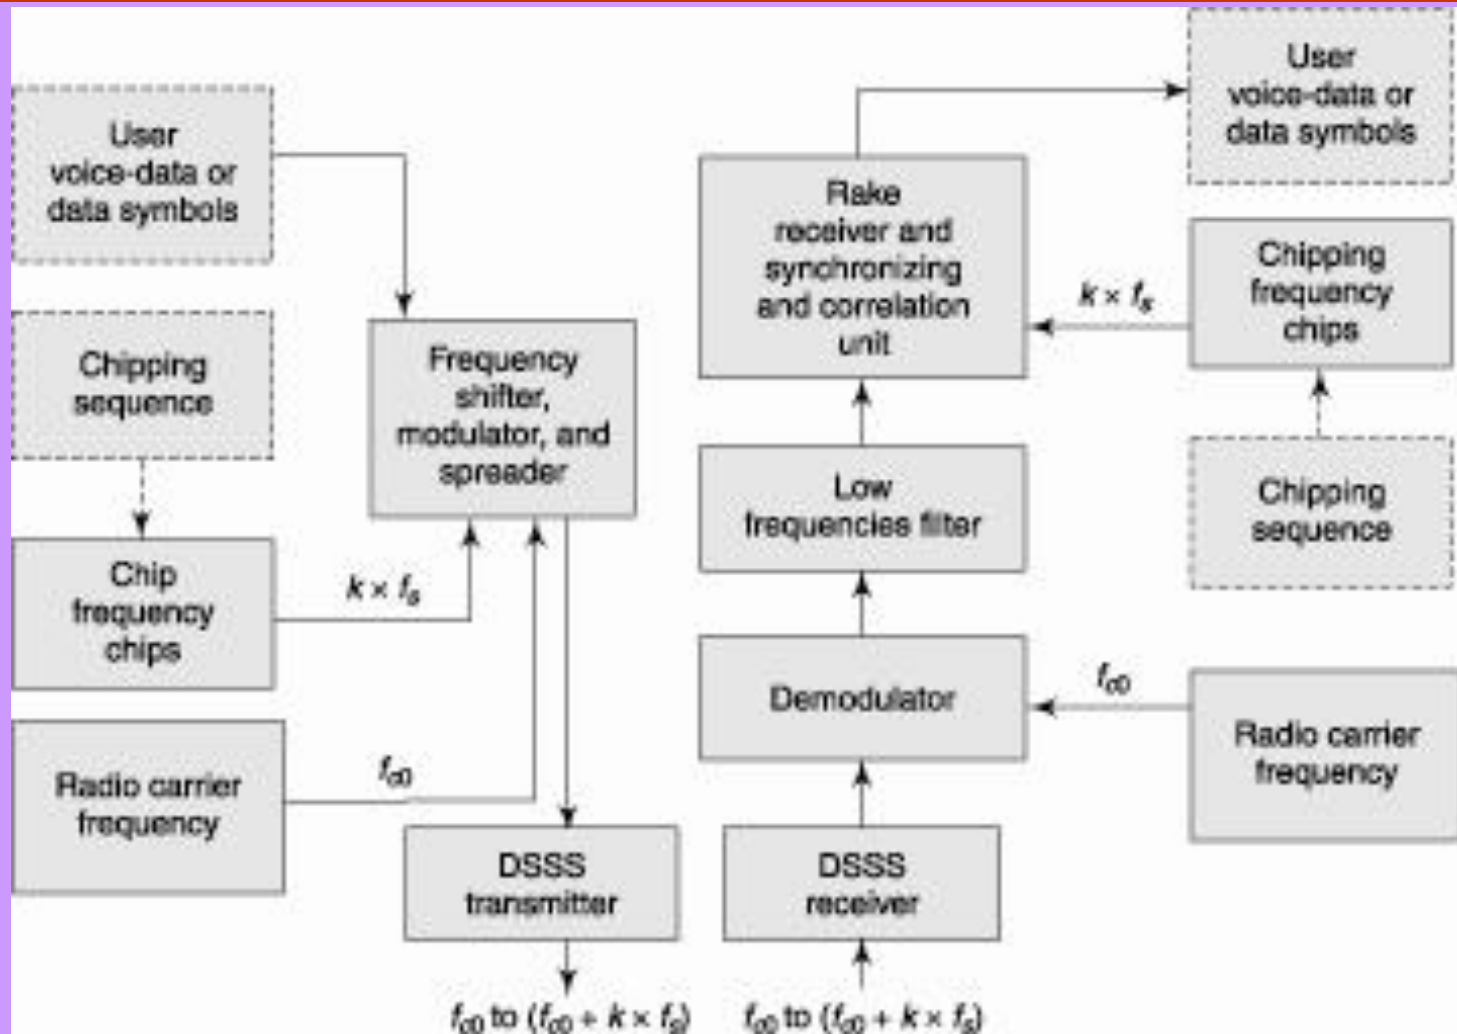 User
voice-data or
data symbols
Chipping
sequence
Chip
frequency
chips
Radio carrier
frequency
k × fs
fc0
Frequency
shifter,
modulator, and
spreader
DSSS
transmitter
fc0 to (fc0 + k × fs)
Rake
receiver and
synchronizing
and correlation
unit
Low
frequencies filter
Demodulator
DSSS
receiver
fc0 to (fc0 + k × fs)
User
voice-data or
data symbols
k × fs
Chipping
frequency
chips
Chipping
sequence
fc0
Radio carrier
frequency